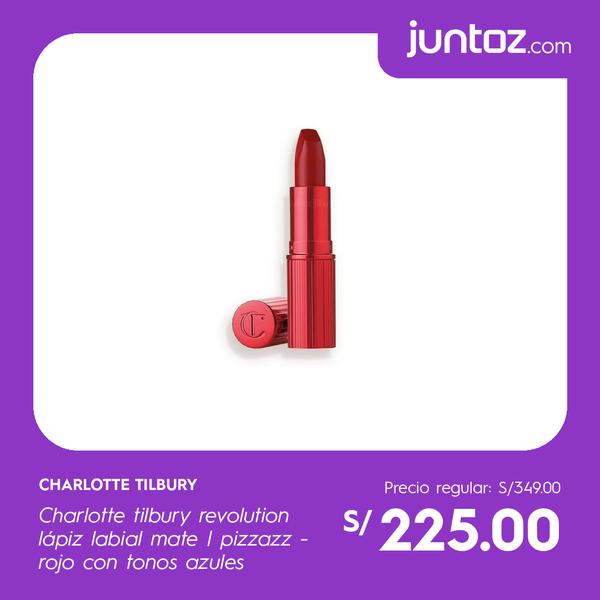 juntoz.com
CHARLOTTE TILBURY
Charlotte tilbury revolution
lápiz labial mate | pizzazz -
rojo con tonos azules
Precio regular: S/349.00
S/ 225.00